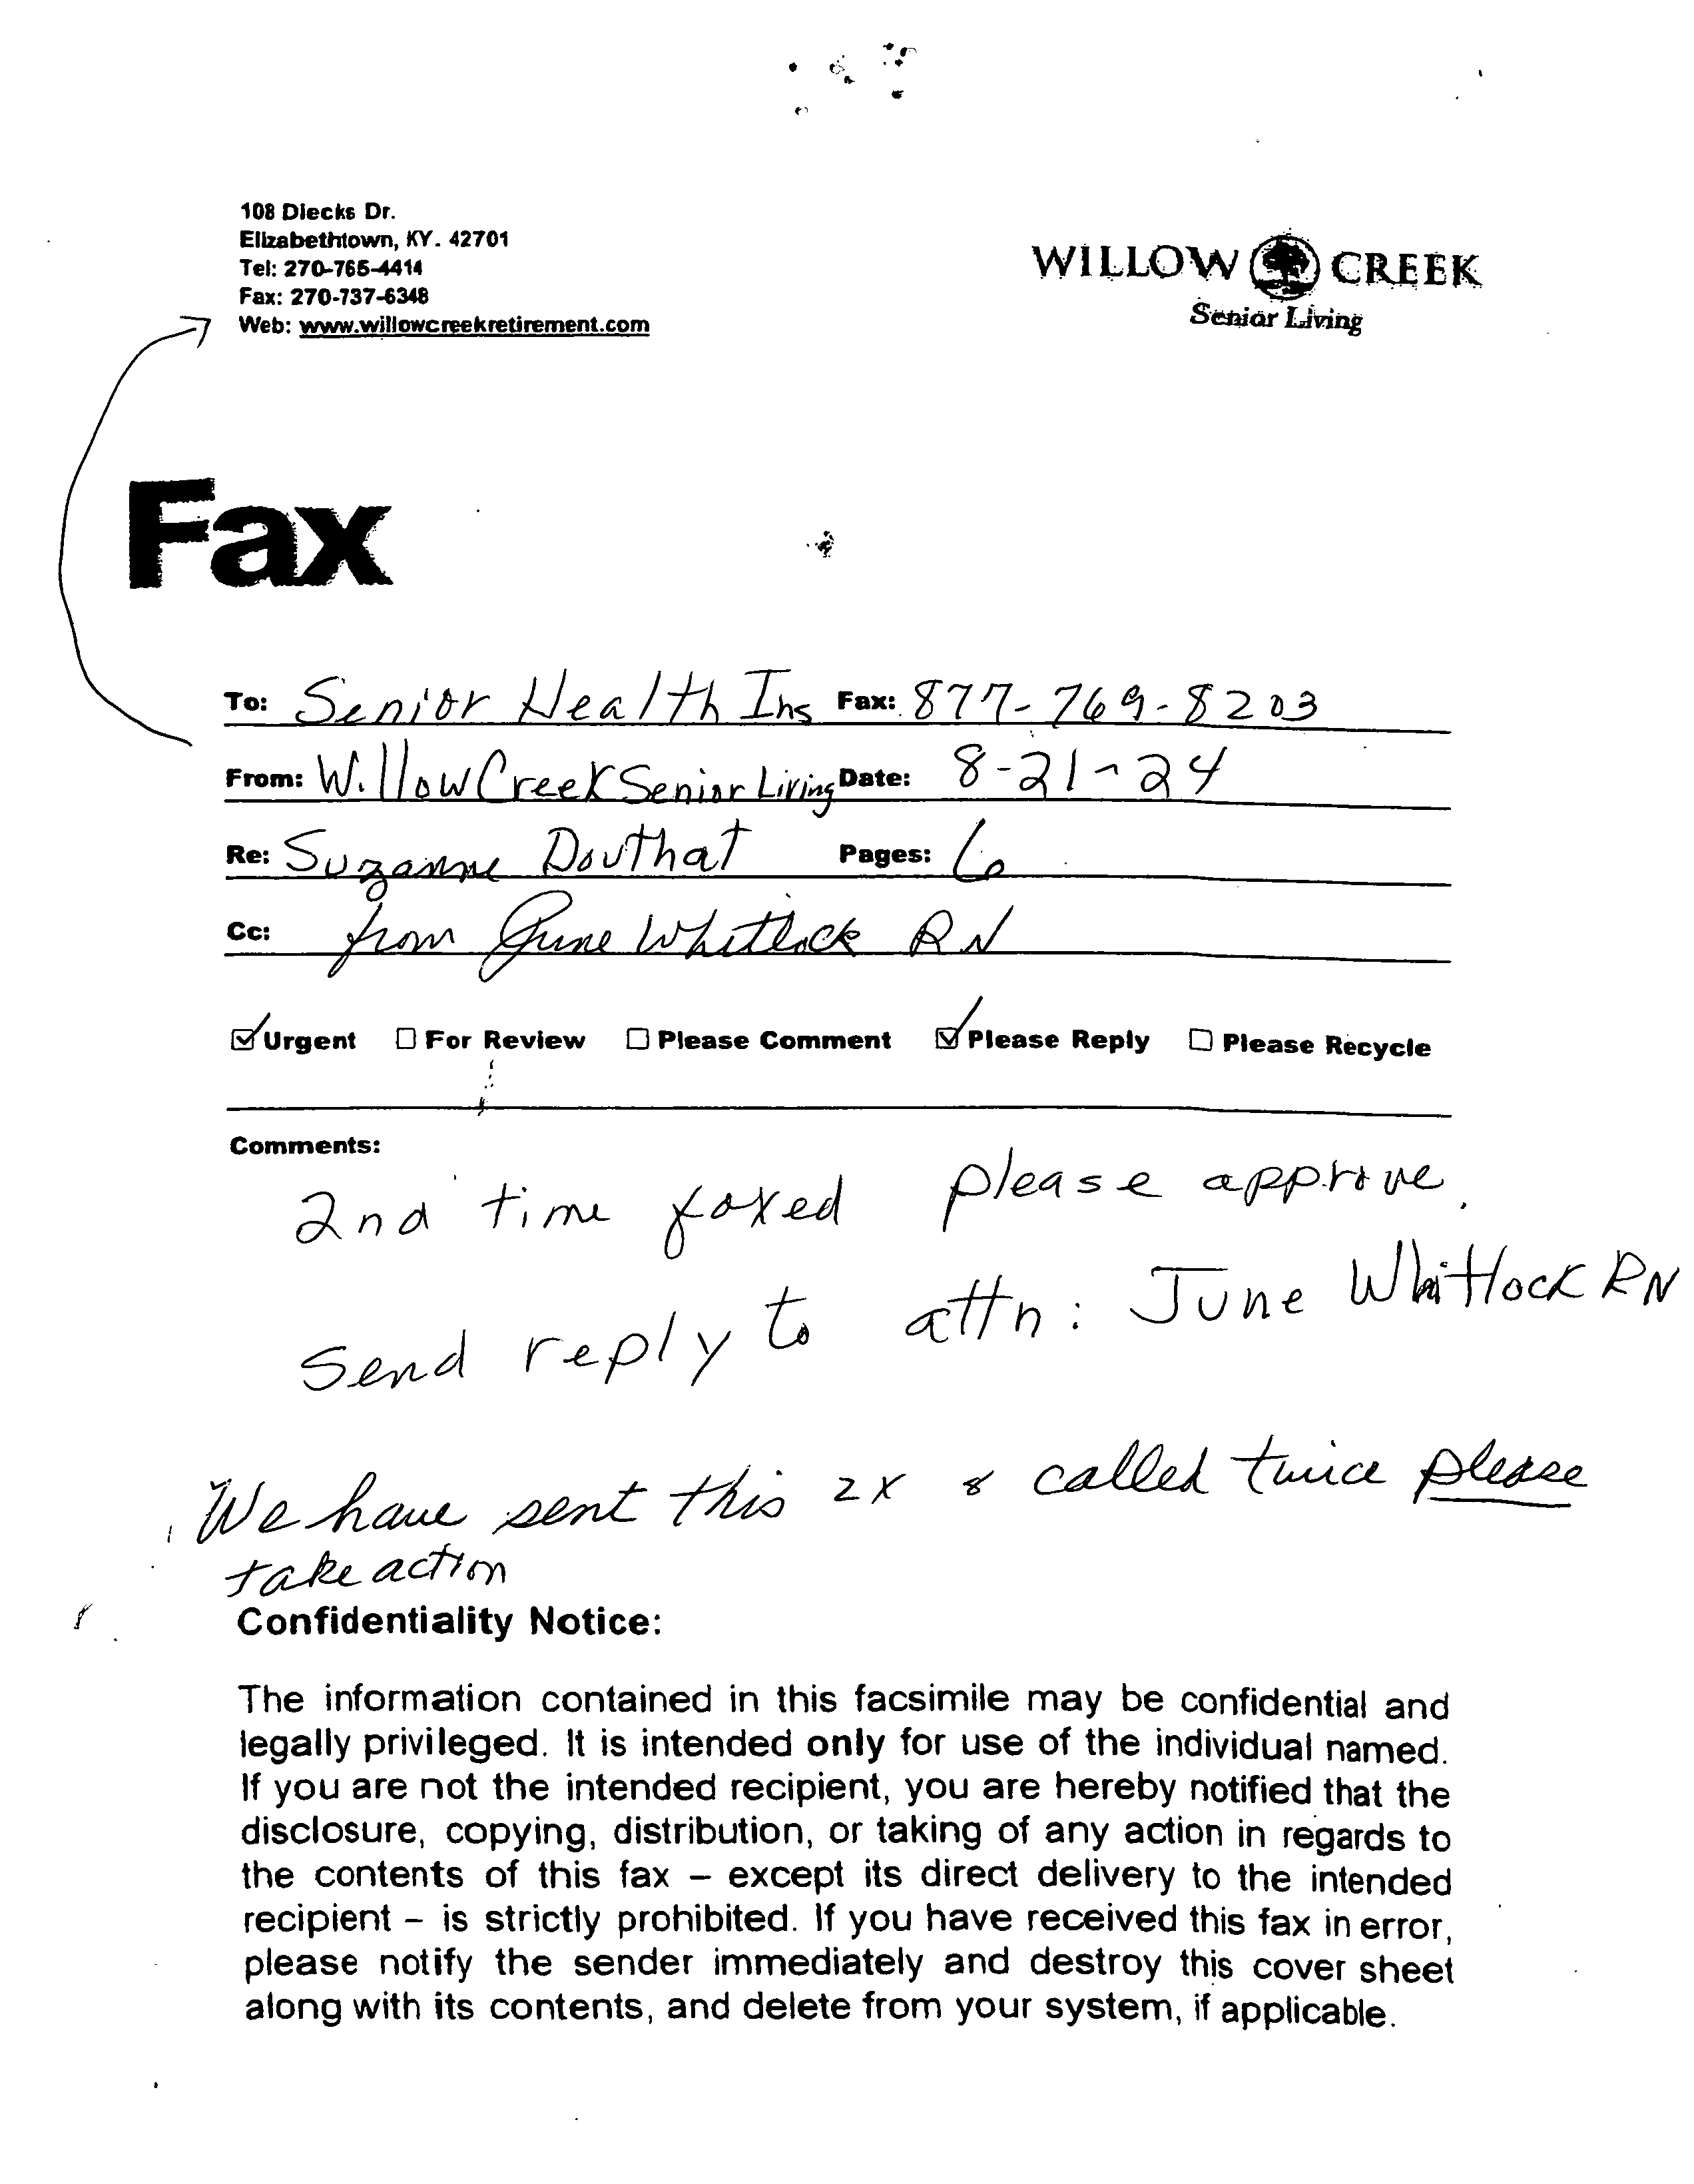 108 Diecks Dr.
Elizabethtown, KY. 42701
Tel: 270-765-4414
Fax: 270-737-6348
Web: www.willowcreekretirement.com
WILLOW CREEK
Senior Living
Fax
To: Senior Health Ins Fax: 877-769-8203
From: Willow Creek Senior Living Date: 8-21-24
Re: Suzanne Douthat Pages: 6
Cc: from June Whitlock RN
☑ Urgent ☐ For Review ☐ Please Comment ☑ Please Reply ☐ Please Recycle
Comments:
2nd time faxed please approve.
Send reply to attn: June Whitlock RN
We have sent this 2x & called twice please
take action
Confidentiality Notice:
The information contained in this facsimile may be confidential and
legally privileged. It is intended only for use of the individual named.
If you are not the intended recipient, you are hereby notified that the
disclosure, copying, distribution, or taking of any action in regards to
the contents of this fax – except its direct delivery to the intended
recipient – is strictly prohibited. If you have received this fax in error,
please notify the sender immediately and destroy this cover sheet
along with its contents, and delete from your system, if applicable.